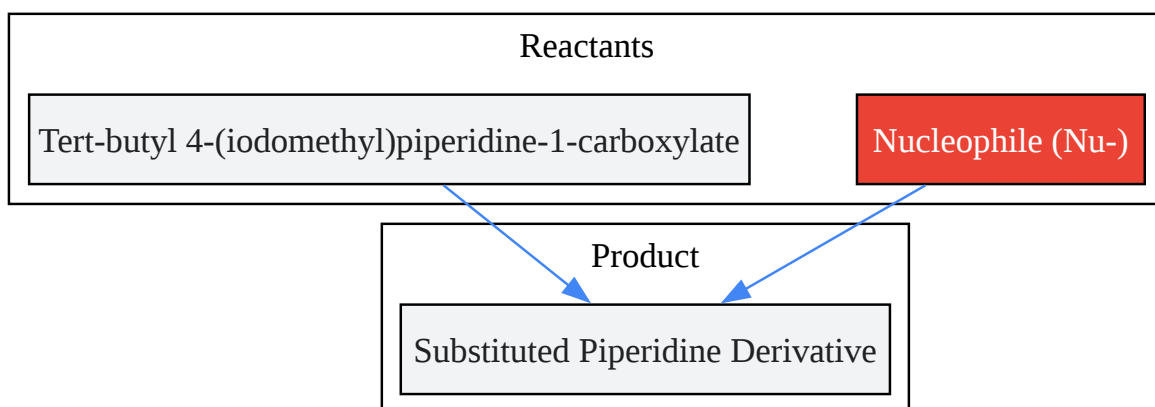 Reactants
Tert-butyl 4-(iodomethyl)piperidine-1-carboxylate
Nucleophile (Nu-)
Product
Substituted Piperidine Derivative